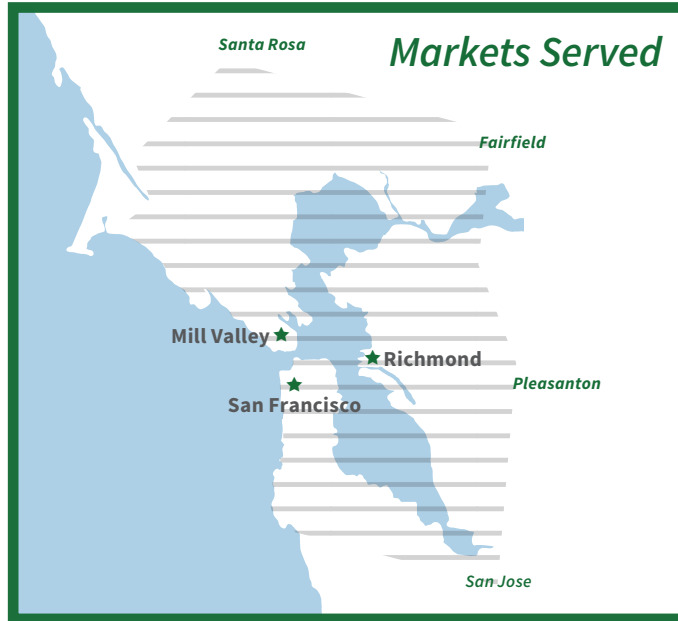 Santa Rosa
Markets Served
Fairfield
Mill Valley
Richmond
Pleasanton
San Francisco
San Jose